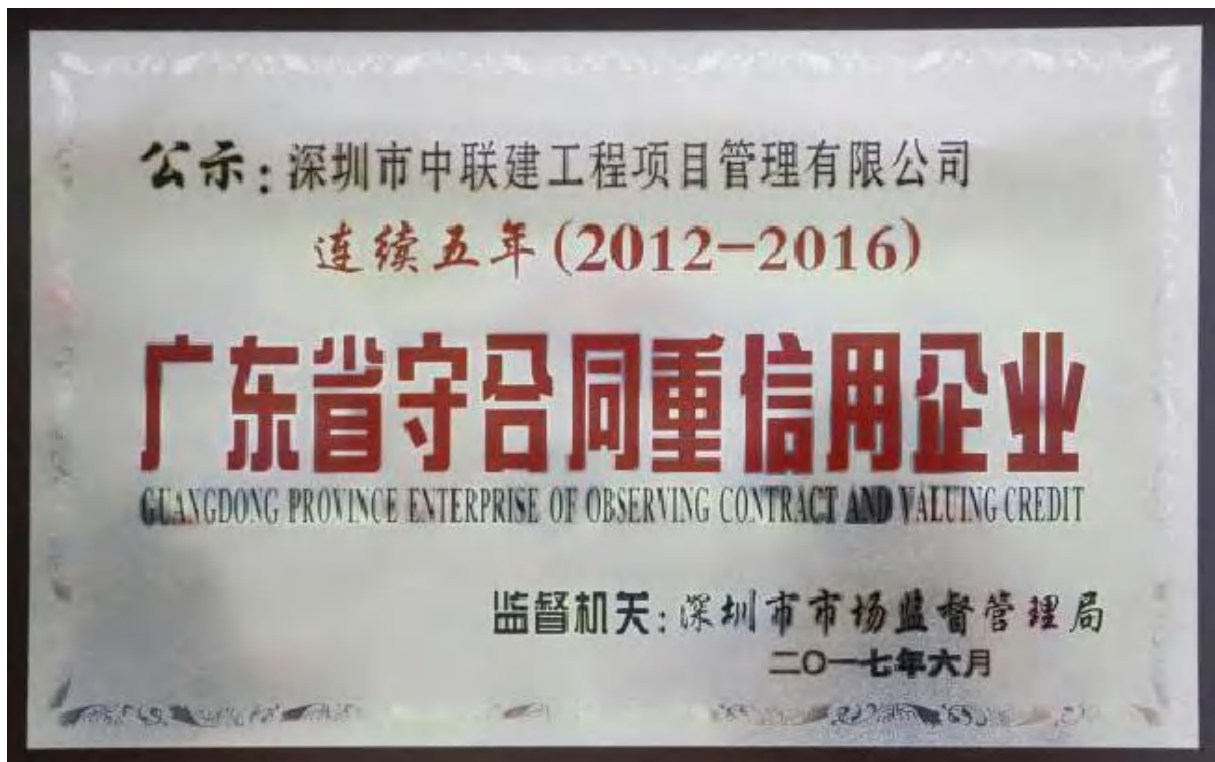 公示:深圳市中联建工程项目管理有限公司
连续五年(2012-2016)
广东省守合同重信用企业
GUANGDONG PROVINCE ENTERPRISE OF OBSERVING CONTRACT AND VALUING CREDIT
监督机关:深圳市市场监督管理局
二〇一七年六月